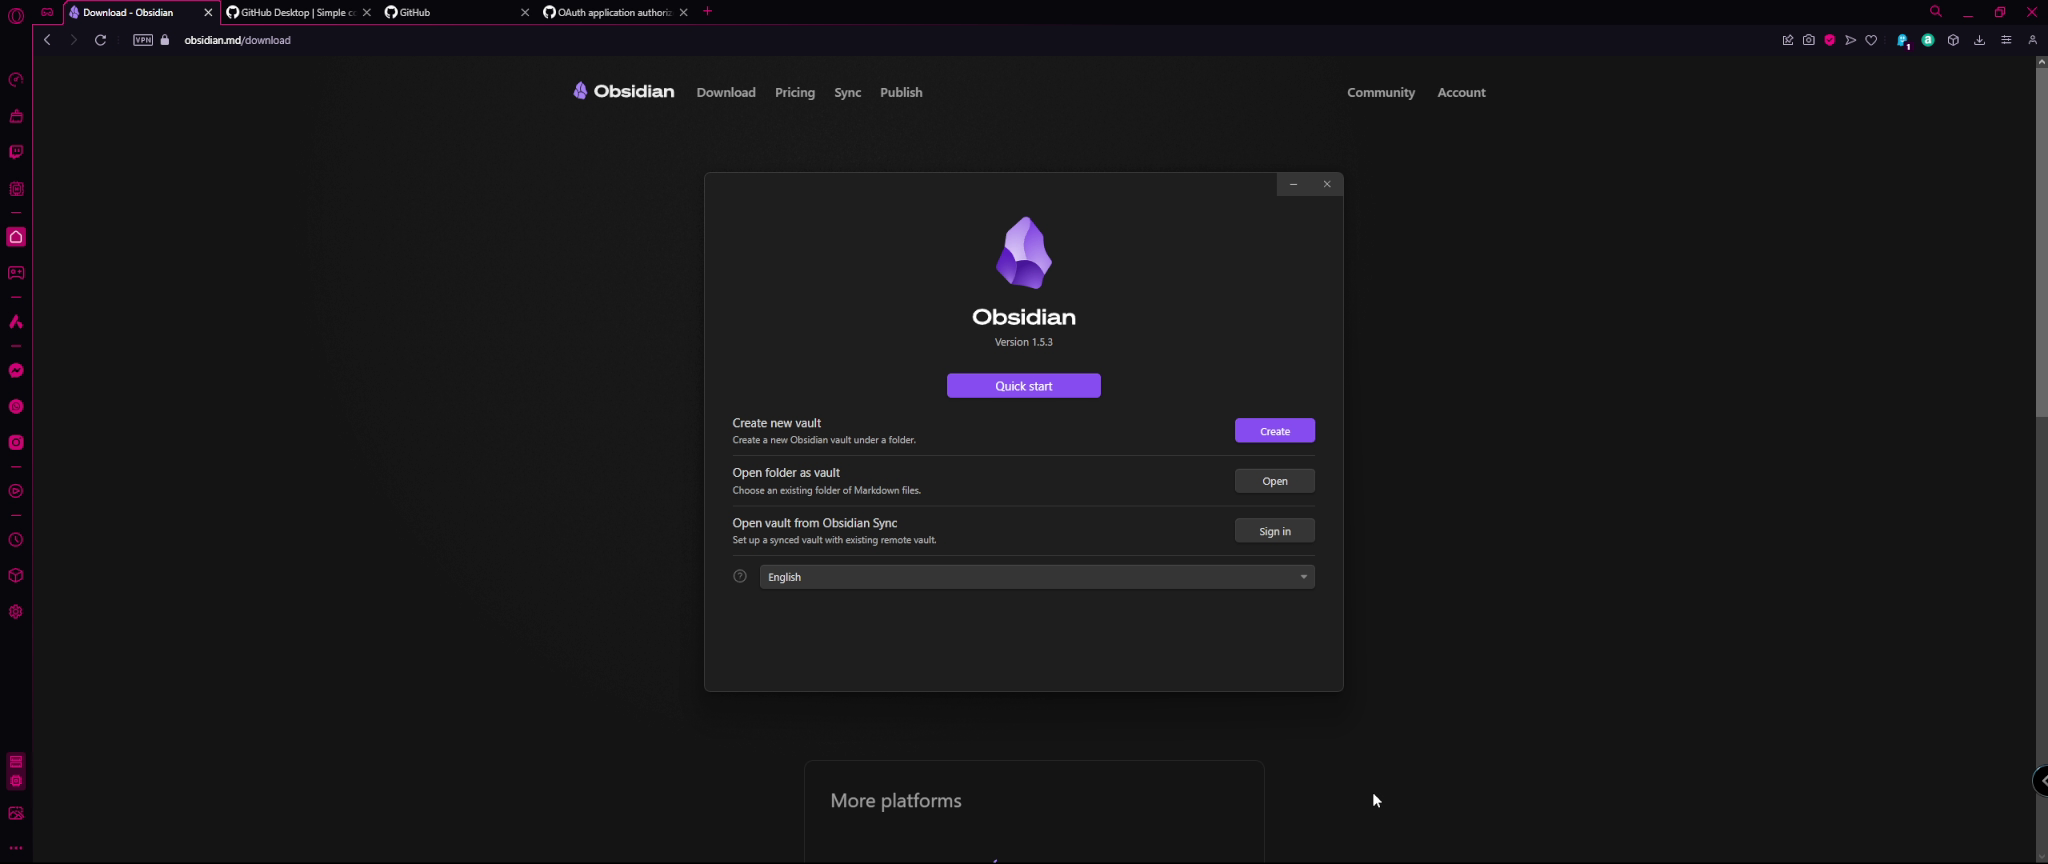 Download - Obsidian
GitHub Desktop | Simple cc
GitHub
OAuth application authoriz
VPN
obsidian.md/download
1
a
Obsidian
Download
Pricing
Sync
Publish
Community
Account
Obsidian
Version 1.5.3
Quick start
Create new vault
Create a new Obsidian vault under a folder.
Create
Open folder as vault
Choose an existing folder of Markdown files.
Open
Open vault from Obsidian Sync
Set up a synced vault with existing remote vault.
Sign in
English
More platforms